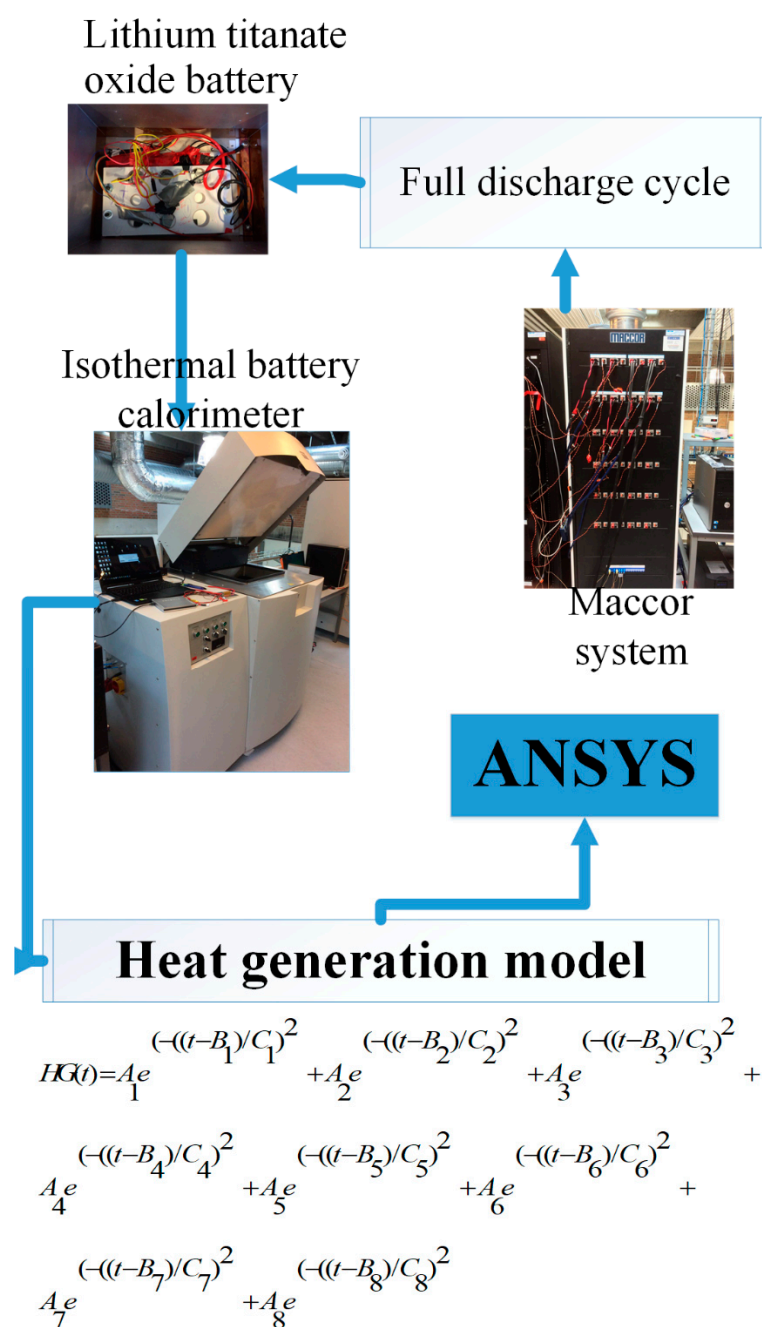 Lithium titanate
oxide battery
Full discharge cycle
Isothermal battery
calorimeter
MACCOR
Maccor
system
ANSYS
Heat generation model
HG(t)=A₁e^(-((t-B₁)/C₁)²) +A₂e^(-((t-B₂)/C₂)²) +A₃e^(-((t-B₃)/C₃)²) +
A₄e^(-((t-B₄)/C₄)²) +A₅e^(-((t-B₅)/C₅)²) +A₆e^(-((t-B₆)/C₆)²) +
A₇e^(-((t-B₇)/C₇)²) +A₈e^(-((t-B₈)/C₈)²)